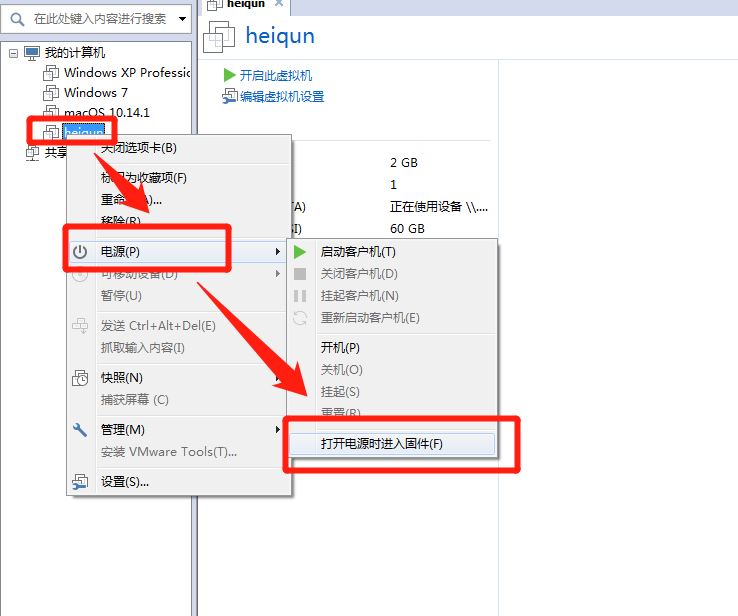 heiqun
在此处键入内容进行搜索
heiqun
我的计算机
Windows XP Professic
Windows 7
macOS 10.14.1
heiqun
共享
开启此虚拟机
编辑虚拟机设置
2 GB
1
TA)
正在使用设备 \\....
SI)
60 GB
关闭选项卡(B)
标记为收藏项(F)
重命名(A)...
移除(R)
电源(P)
可移动设备(D)
暂停(U)
发送 Ctrl+Alt+Del(E)
抓取输入内容(I)
快照(N)
捕获屏幕 (C)
管理(M)
安装 VMware Tools(T)...
设置(S)...
启动客户机(T)
关闭客户机(D)
挂起客户机(N)
重新启动客户机(E)
开机(P)
关机(O)
挂起(S)
重置(R)
打开电源时进入固件(F)